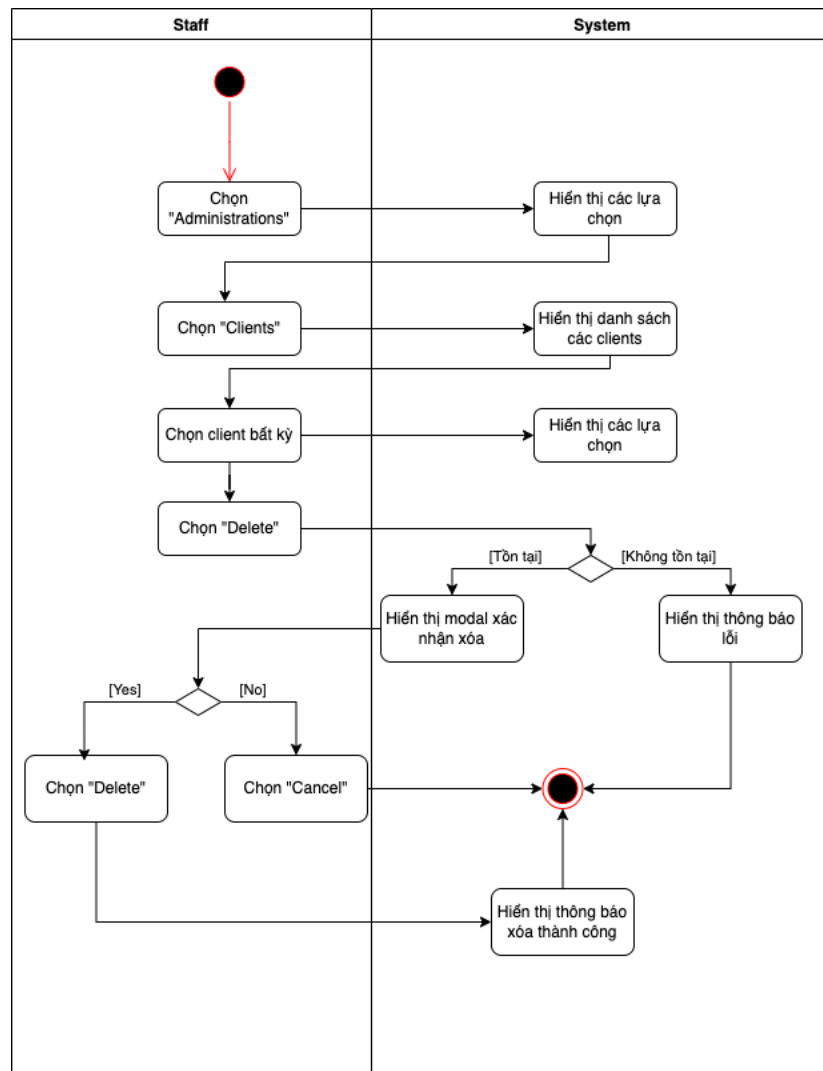 Staff
System
Chọn
"Administrations"
Hiển thị các lựa
chọn
Chọn "Clients"
Hiển thị danh sách
các clients
Chọn client bất kỳ
Hiển thị các lựa
chọn
Chọn "Delete"
[Tồn tại]
[Không tồn tại]
Hiển thị modal xác
nhận xóa
Hiển thị thông báo
lỗi
[Yes]
[No]
Chọn "Delete"
Chọn "Cancel"
Hiển thị thông báo
xóa thành công